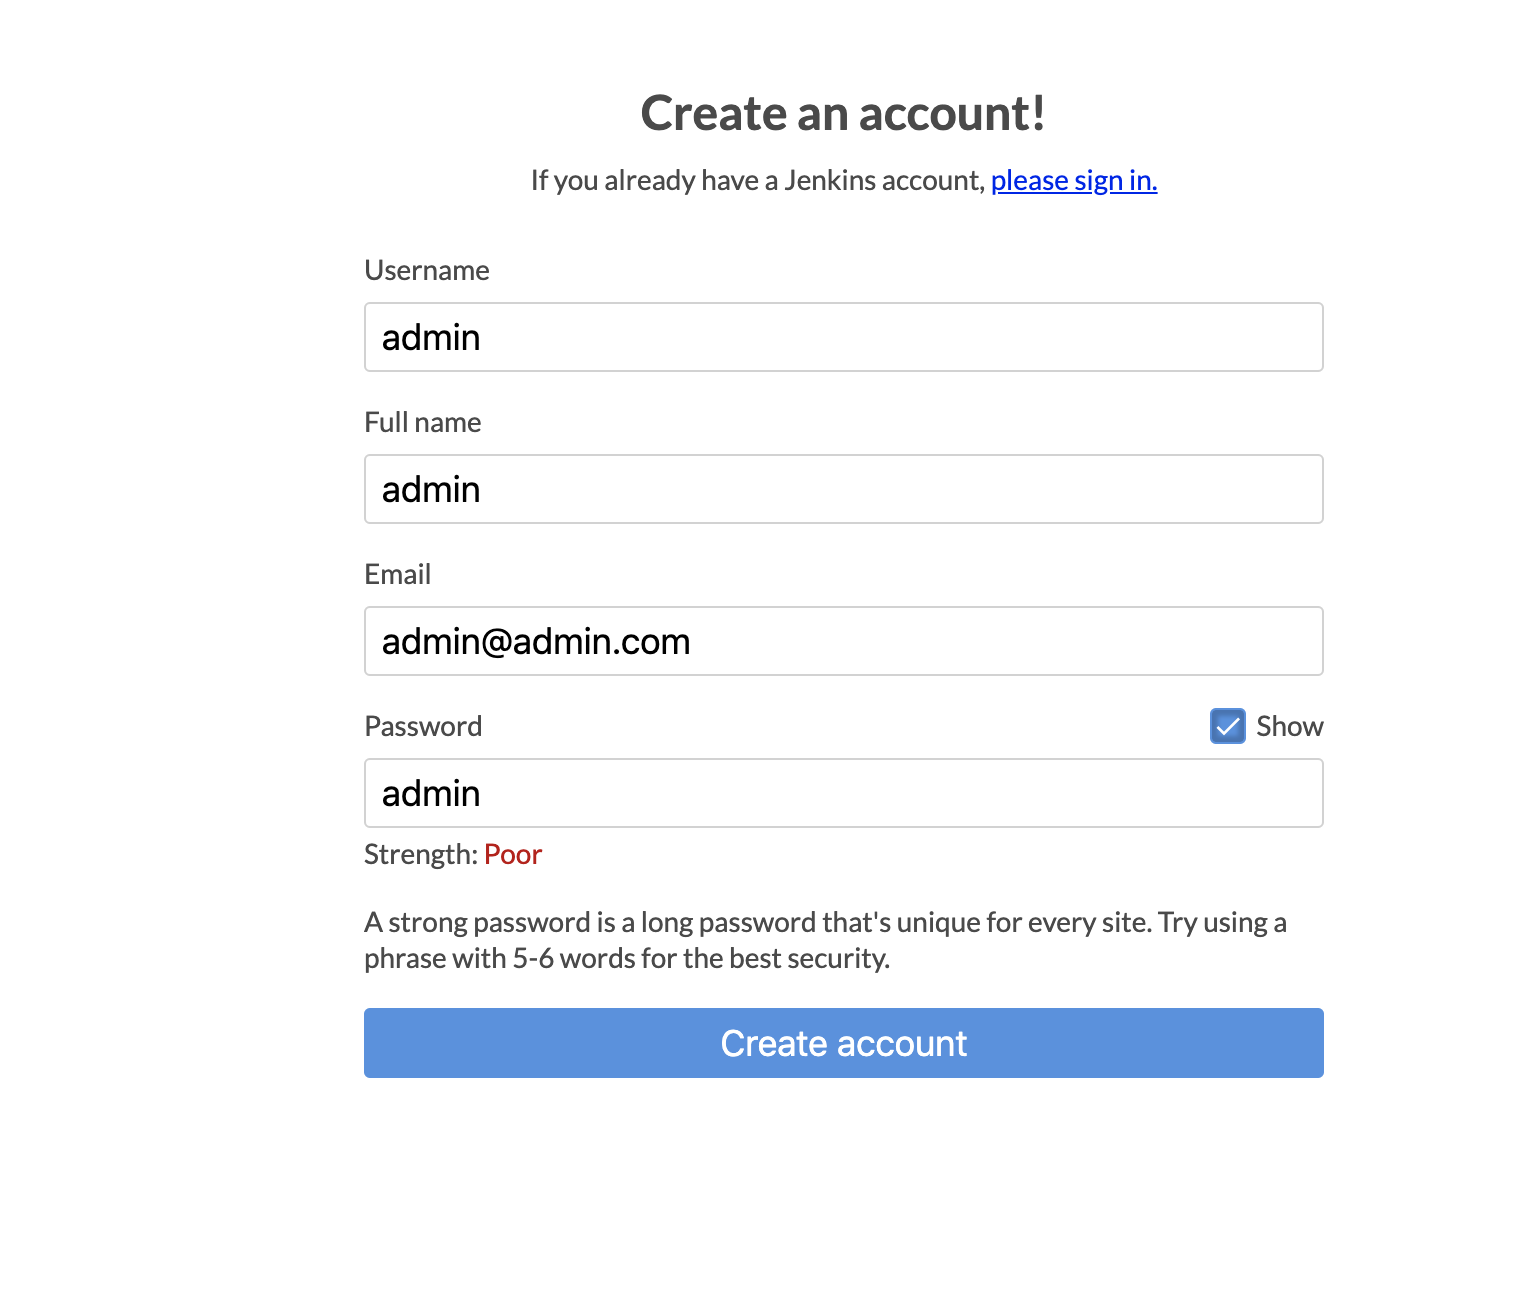 Create an account!
If you already have a Jenkins account, please sign in.
Username
admin
Full name
admin
Email
admin@admin.com
Password
Show
admin
Strength: Poor
A strong password is a long password that's unique for every site. Try using a
phrase with 5-6 words for the best security.
Create account